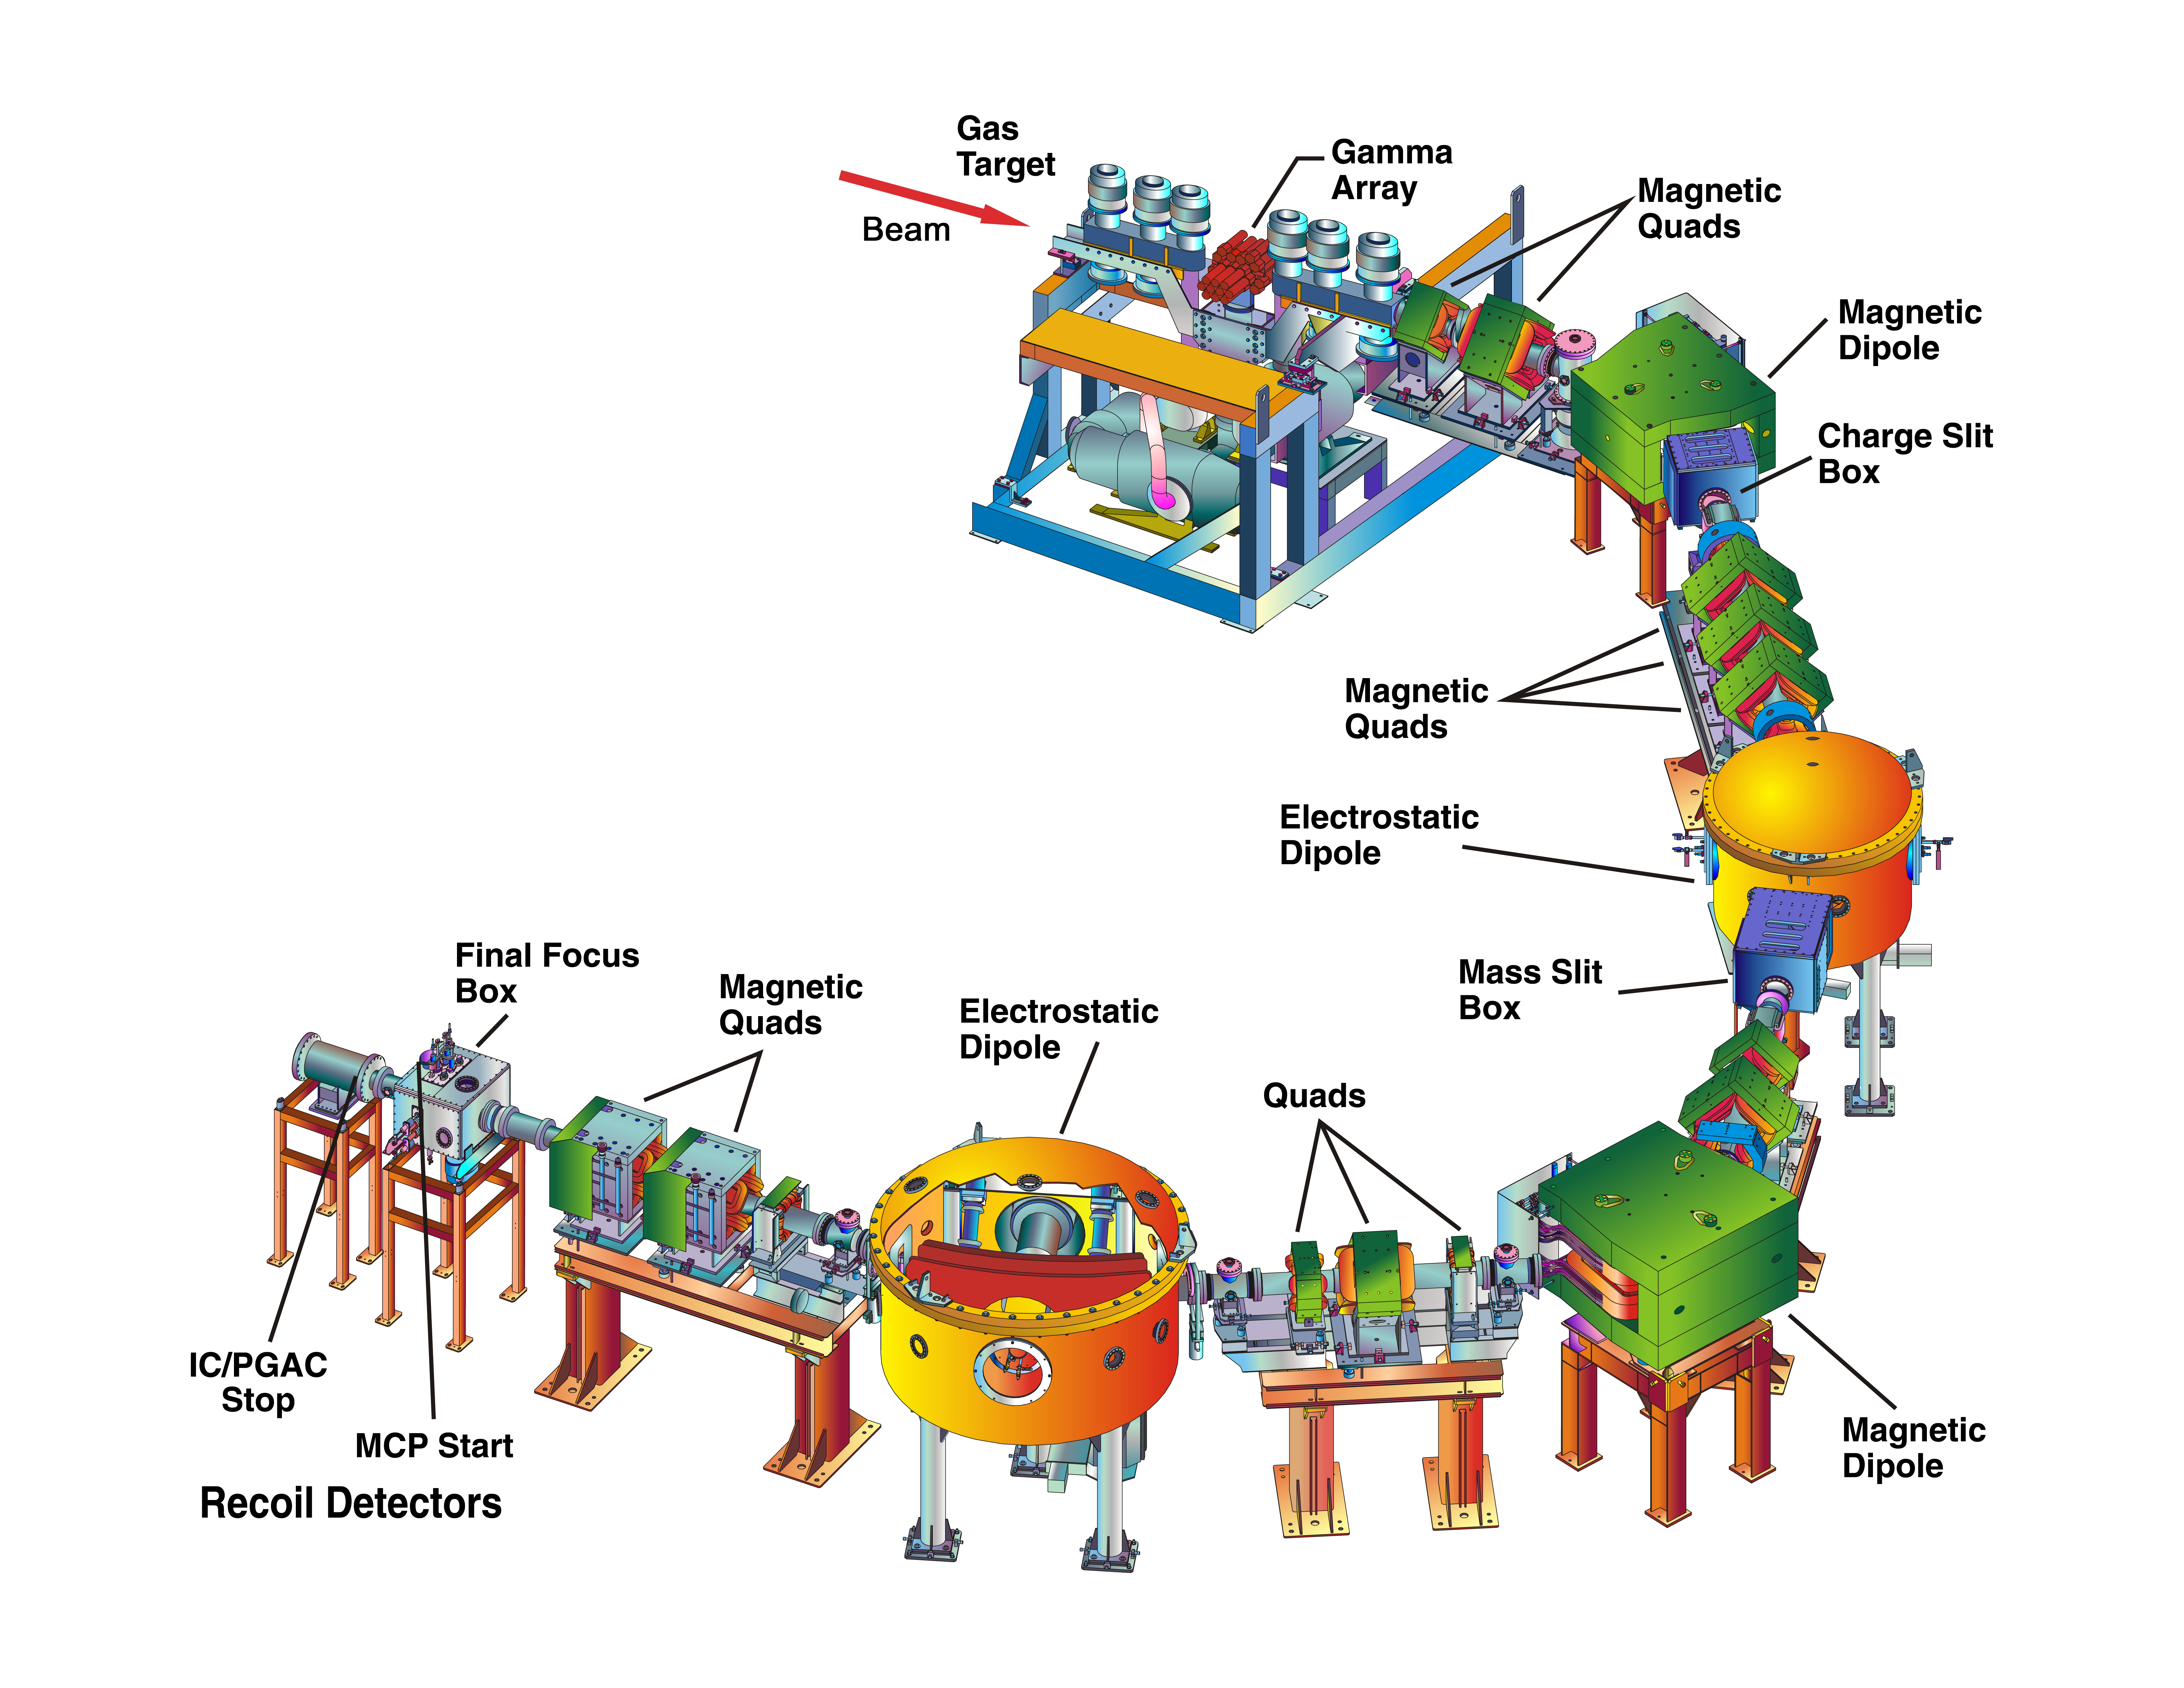 Gas
Target
Beam
Gamma
Array
Magnetic
Quads
Magnetic
Dipole
Charge Slit
Box
Magnetic
Quads
Electrostatic
Dipole
Mass Slit
Box
Final Focus
Box
Magnetic
Quads
Electrostatic
Dipole
Quads
IC/PGAC
Stop
MCP Start
Recoil Detectors
Magnetic
Dipole